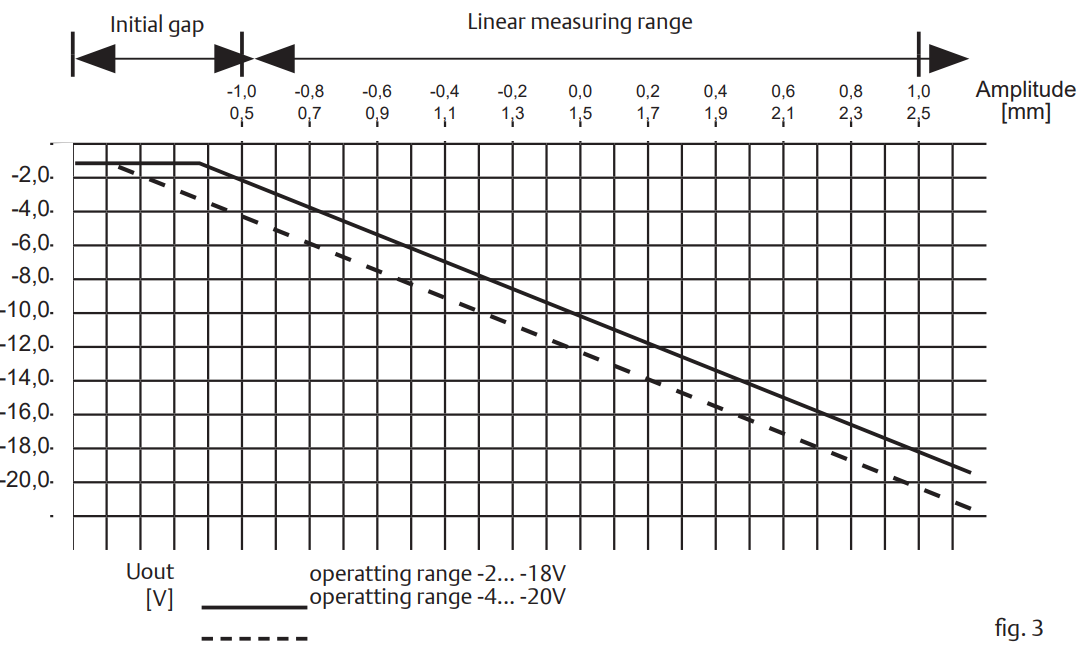 Initial gap
Linear measuring range
-1,0 -0,8 -0,6 -0,4 -0,2 0,0 0,2 0,4 0,6 0,8 1,0 Amplitude
0,5 0,7 0,9 1,1 1,3 1,5 1,7 1,9 2,1 2,3 2,5 [mm]
-2,0
-4,0
-6,0
-8,0
-10,0
-12,0
-14,0
-16,0
-18,0
-20,0
Uout
[V]
operatting range -2... -18V
operatting range -4... -20V
fig. 3